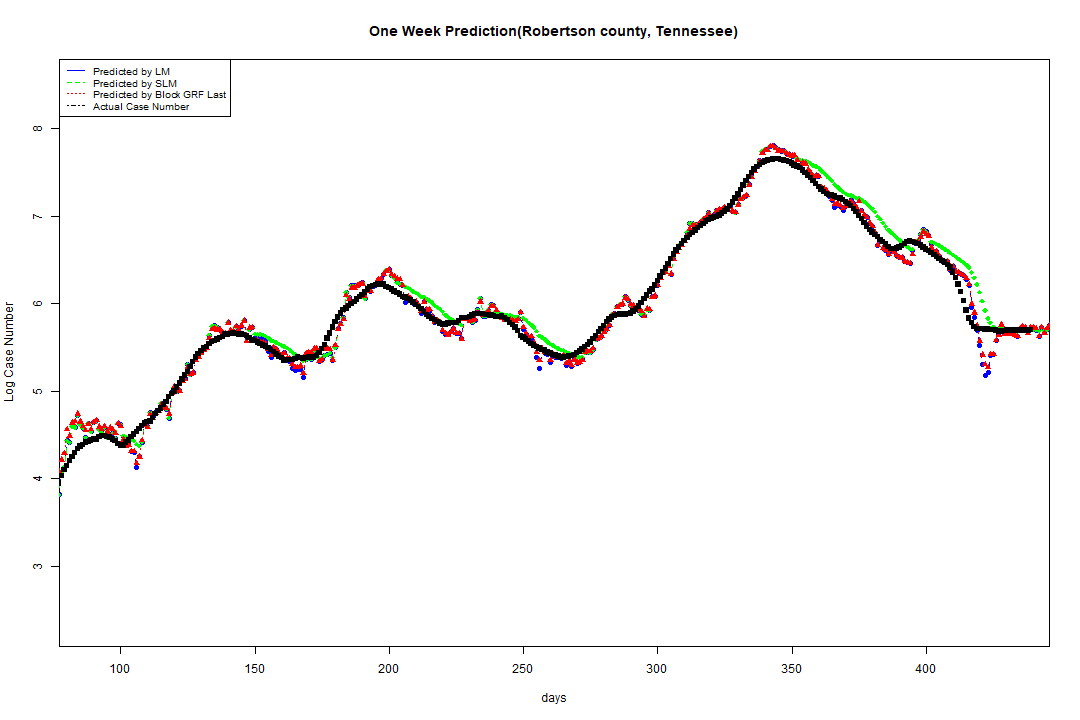 One Week Prediction(Robertson county, Tennessee)
Predicted by LM
Predicted by SLM
Predicted by Block GRF Last
Actual Case Number
8
7
6
5
4
3
Log Case Number
100 150 200 250 300 350 400
days